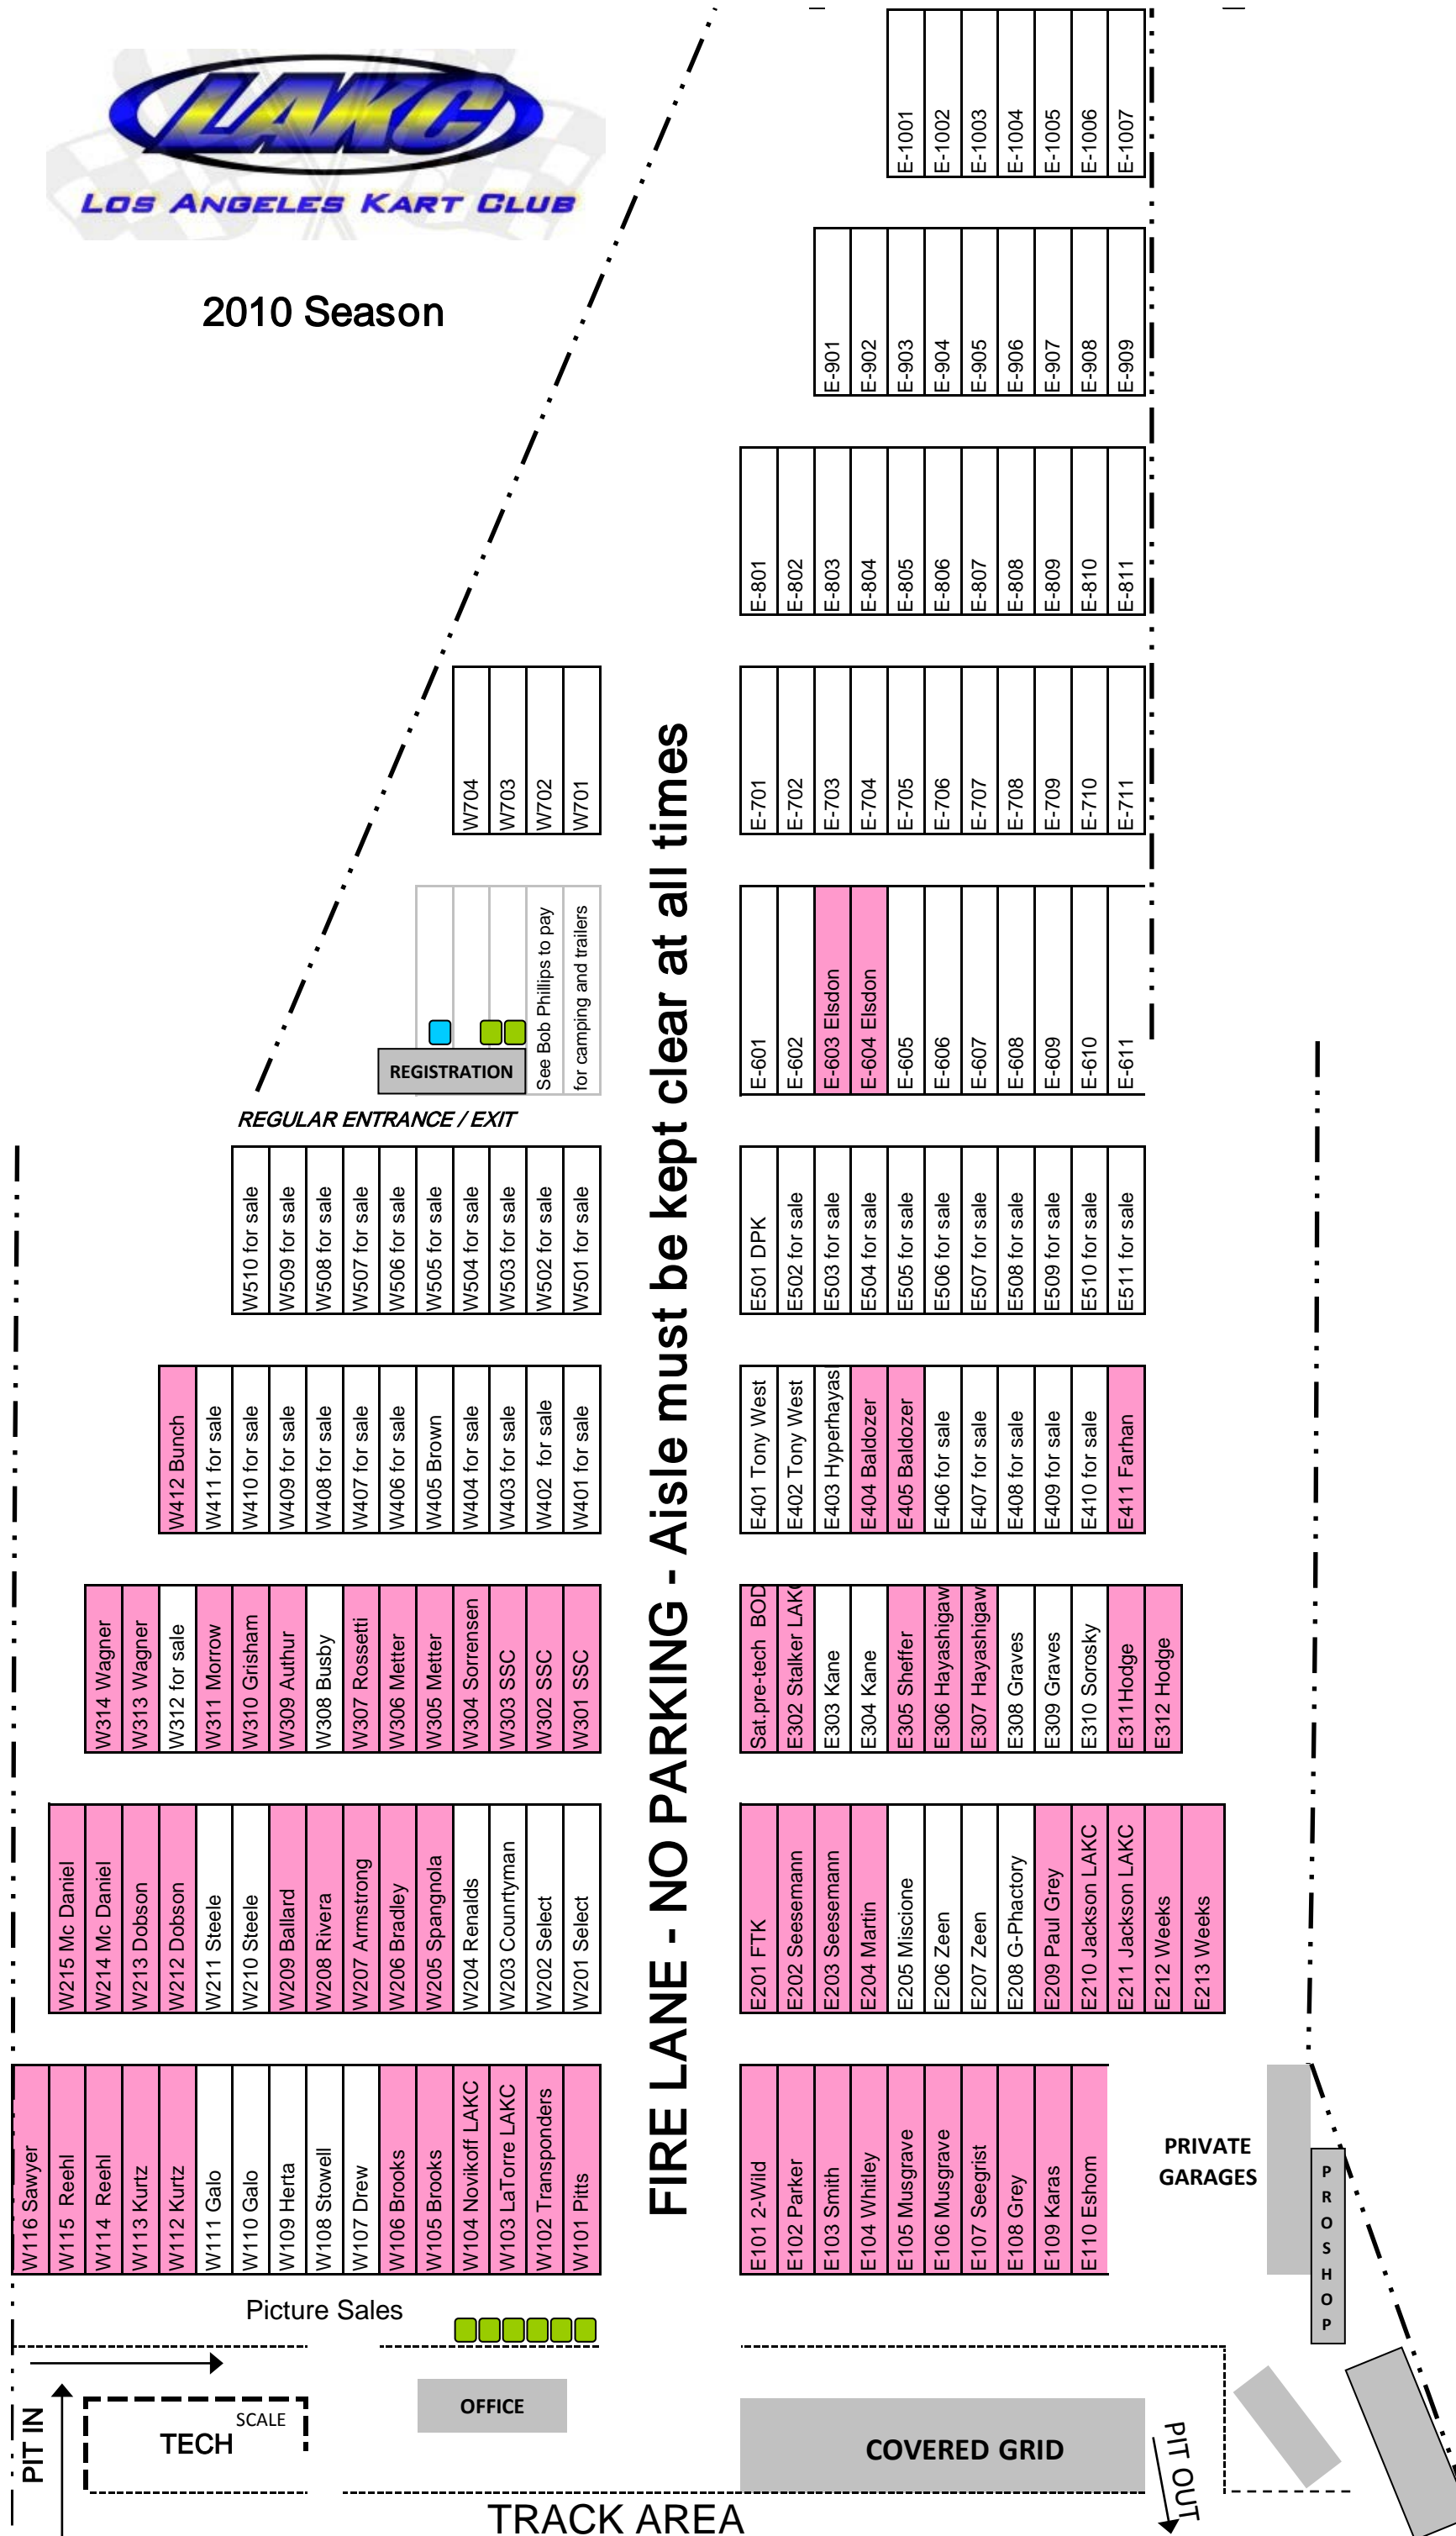 LAKC
LOS ANGELES KART CLUB
2010 Season
E-1001
E-1002
E-1003
E-1004
E-1005
E-1006
E-1007
E-901
E-902
E-903
E-904
E-905
E-906
E-907
E-908
E-909
E-801
E-802
E-803
E-804
E-805
E-806
E-807
E-808
E-809
E-810
E-811
W704
W703
W702
W701
E-701
E-702
E-703
E-704
E-705
E-706
E-707
E-708
E-709
E-710
E-711
See Bob Phillips to pay
for camping and trailers
REGISTRATION
REGULAR ENTRANCE / EXIT
E-601
E-602
E-603 Elsdon
E-604 Elsdon
E-605
E-606
E-607
E-608
E-609
E-610
E-611
FIRE LANE - NO PARKING - Aisle must be kept clear at all times
W510 for sale
W509 for sale
W508 for sale
W507 for sale
W506 for sale
W505 for sale
W504 for sale
W503 for sale
W502 for sale
W501 for sale
E501 DPK
E502 for sale
E503 for sale
E504 for sale
E505 for sale
E506 for sale
E507 for sale
E508 for sale
E509 for sale
E510 for sale
E511 for sale
W412 Bunch
W411 for sale
W410 for sale
W409 for sale
W408 for sale
W407 for sale
W406 for sale
W405 Brown
W404 for sale
W403 for sale
W402 for sale
W401 for sale
E401 Tony West
E402 Tony West
E403 Hyperhayas
E404 Baldozer
E405 Baldozer
E406 for sale
E407 for sale
E408 for sale
E409 for sale
E410 for sale
E411 Farhan
W314 Wagner
W313 Wagner
W312 for sale
W311 Morrow
W310 Grisham
W309 Authur
W308 Busby
W307 Rossetti
W306 Metter
W305 Metter
W304 Sorrensen
W303 SSC
W302 SSC
W301 SSC
Sat.pre-tech BOD
E302 Stalker LAK
E303 Kane
E304 Kane
E305 Sheffer
E306 Hayashigaw
E307 Hayashigaw
E308 Graves
E309 Graves
E310 Sorosky
E311Hodge
E312 Hodge
W215 Mc Daniel
W214 Mc Daniel
W213 Dobson
W212 Dobson
W211 Steele
W210 Steele
W209 Ballard
W208 Rivera
W207 Armstrong
W206 Bradley
W205 Spangnola
W204 Renalds
W203 Counrtyman
W202 Select
W201 Select
E201 FTK
E202 Seesemann
E203 Seesemann
E204 Martin
E205 Miscione
E206 Zeen
E207 Zeen
E208 G-Phactory
E209 Paul Grey
E210 Jackson LAKC
E211 Jackson LAKC
E212 Weeks
E213 Weeks
W116 Sawyer
W115 Reehl
W114 Reehl
W113 Kurtz
W112 Kurtz
W111 Galo
W110 Galo
W109 Herta
W108 Stowell
W107 Drew
W106 Brooks
W105 Brooks
W104 Novikoff LAKC
W103 LaTorre LAKC
W102 Transponders
W101 Pitts
E101 2-Wild
E102 Parker
E103 Smith
E104 Whitley
E105 Musgrave
E106 Musgrave
E107 Seegrist
E108 Grey
E109 Karas
E110 Eshom
PRIVATE
GARAGES
PROSHOP
Picture Sales
PIT IN
TECH
SCALE
OFFICE
COVERED GRID
PIT OUT
TRACK AREA